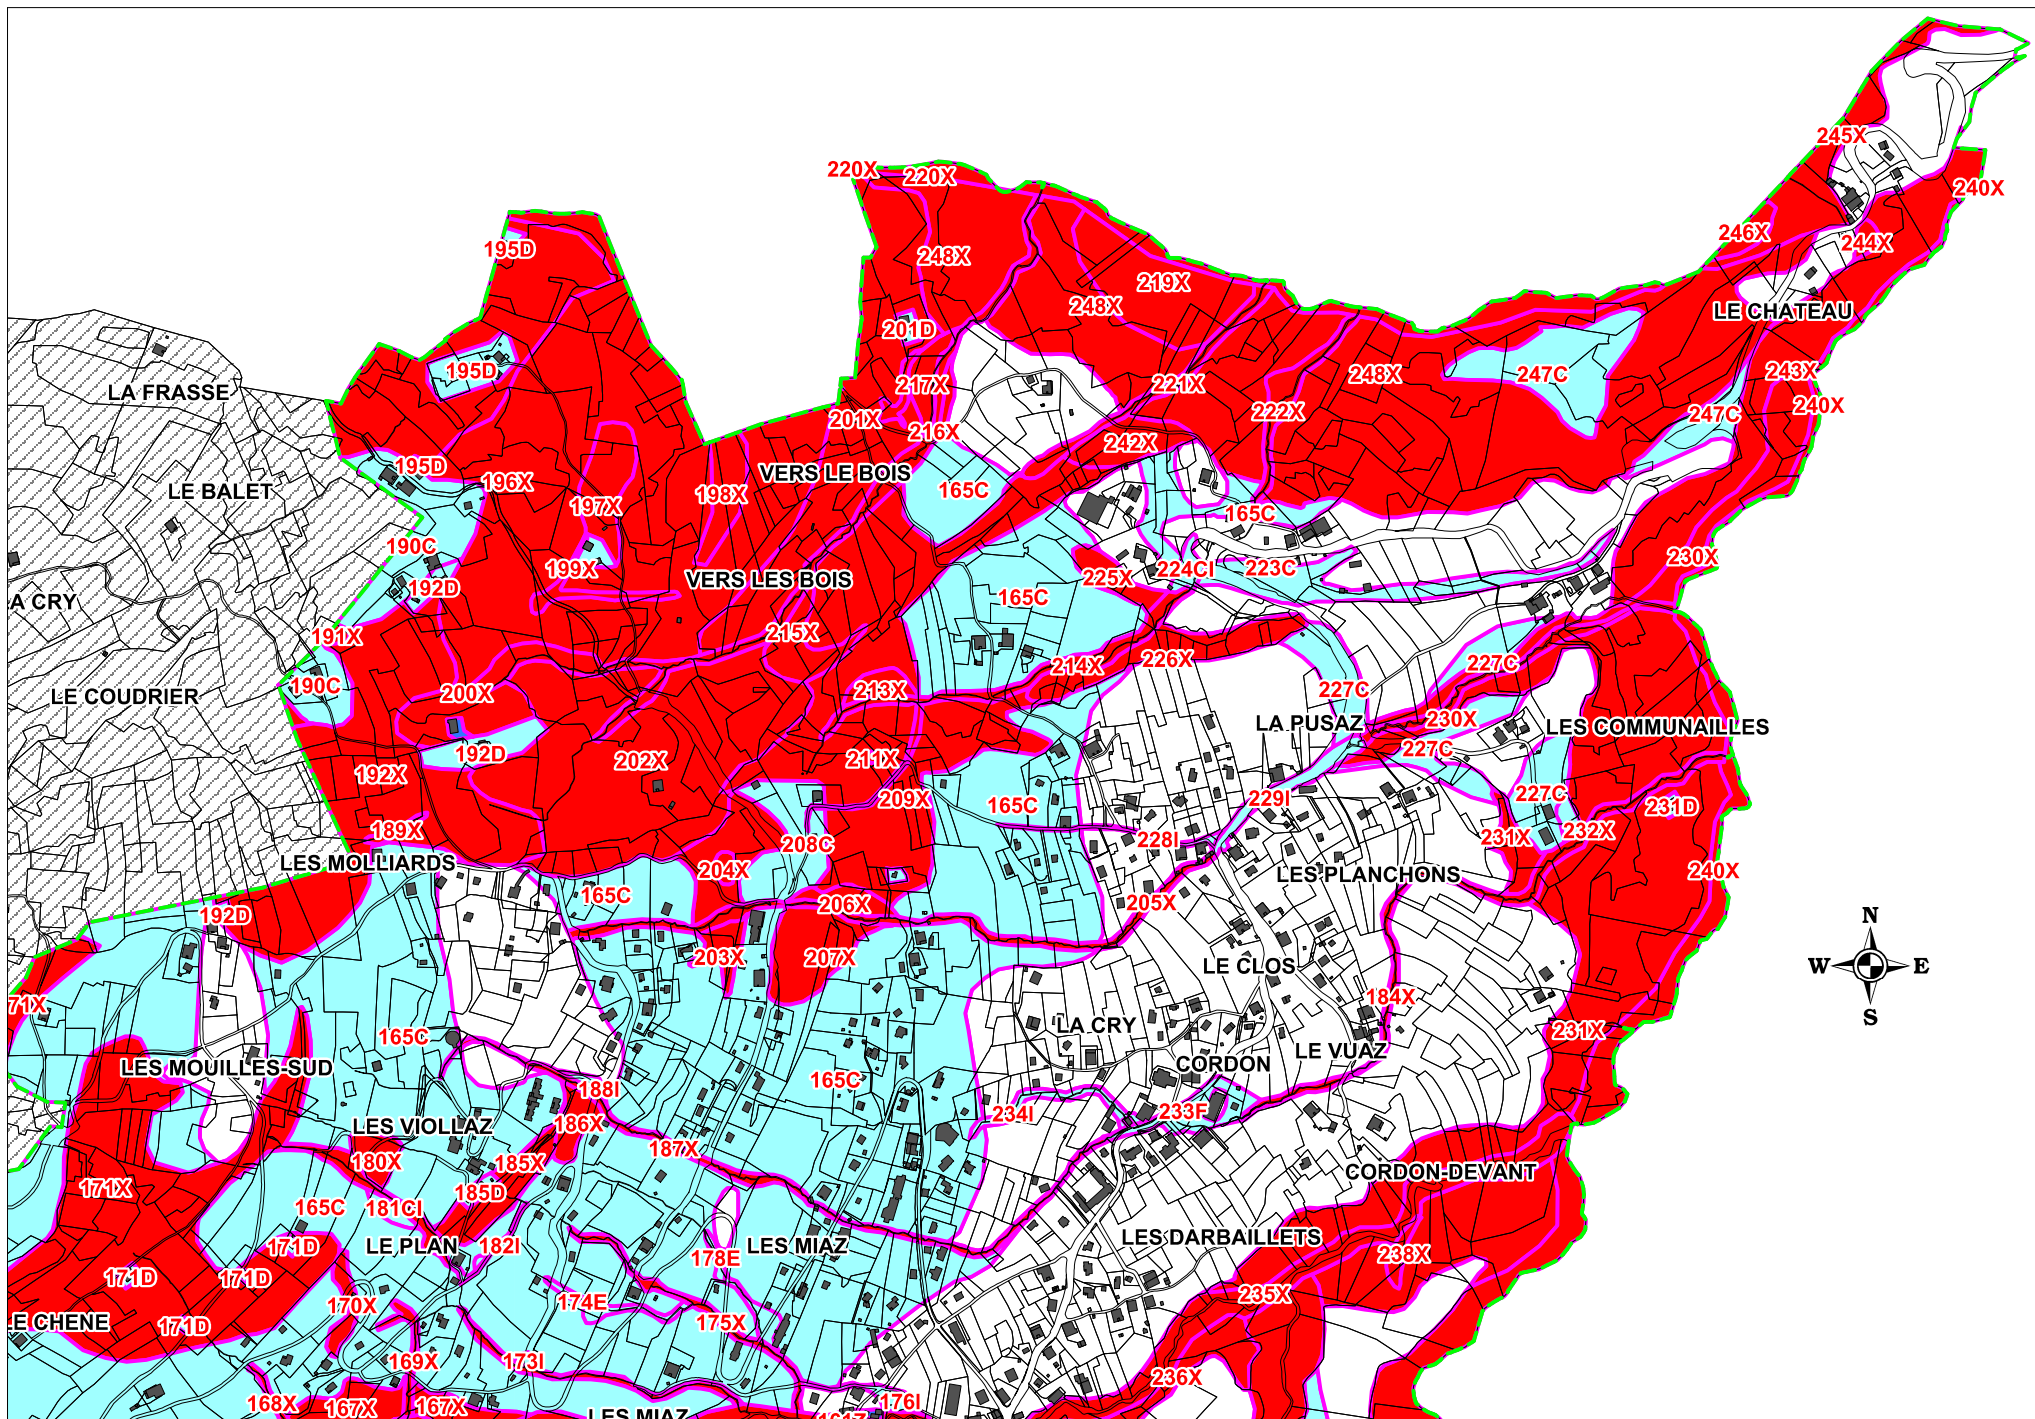 245X
220X
220X
240X
246X
244X
195D
248X
219X
248X
LE CHATEAU
201D
195D
LA FRASSE
217X
221X
248X
247C
243X
240X
222X
247C
201X
216X
242X
195D
VERS LE BOIS
196X
LE BALET
198X
165C
197X
165C
190C
230X
199X
VERS LES BOIS
225X
224CI
223C
192D
165C
A CRY
191X
215X
214X
226X
227C
190C
200X
213X
227C
LE COUDRIER
230X
LA PUSAZ
LES COMMUNAILLES
192D
202X
211X
227C
192X
209X
165C
229I
227C
231D
189X
208C
228I
231X
232X
LES MOLLIARDS
204X
LES PLANCHONS
240X
165C
206X
205X
192D
N
203X
207X
LE CLOS
W
E
71X
184X
S
165C
LA CRY
231X
LES MOUILLES-SUD
165C
CORDON
LE VUAZ
188I
234I
233F
LES VIOLLAZ
186X
187X
180X
185X
CORDON-DEVANT
171X
185D
165C
181CI
171D
LE PLAN
182I
LES MIAZ
LES DARBAILLETS
178E
238X
171D
171D
170X
174E
235X
LE CHENE
171D
175X
169X
173I
236X
168X
167X
167X
176I
LES MIAZ